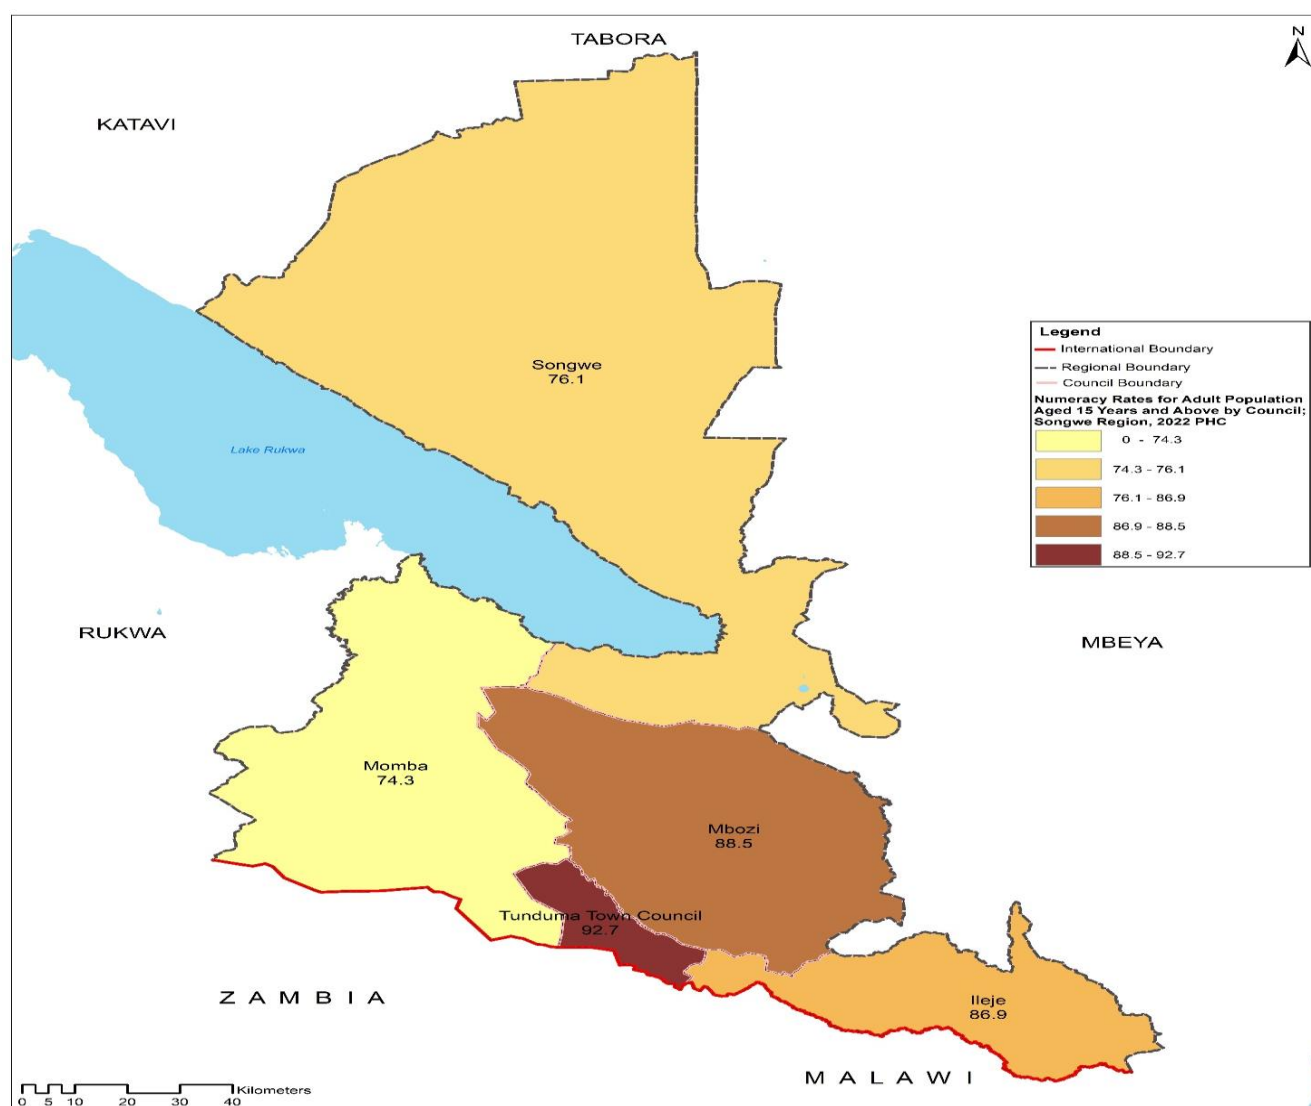 TABORA
N
KATAVI
Songwe
76.1
Lake Rukwa
Legend
International Boundary
Regional Boundary
Council Boundary
Numeracy Rates for Adult Population
Aged 15 Years and Above by Council;
Songwe Region, 2022 PHC
0 - 74.3
74.3 - 76.1
76.1 - 86.9
86.9 - 88.5
88.5 - 92.7
RUKWA
MBEYA
Momba
74.3
Mbozi
88.5
Tunduma Town Council
92.7
ZAMBIA
Ileje
86.9
MALAWI
Kilometers
0 5 10 20 30 40